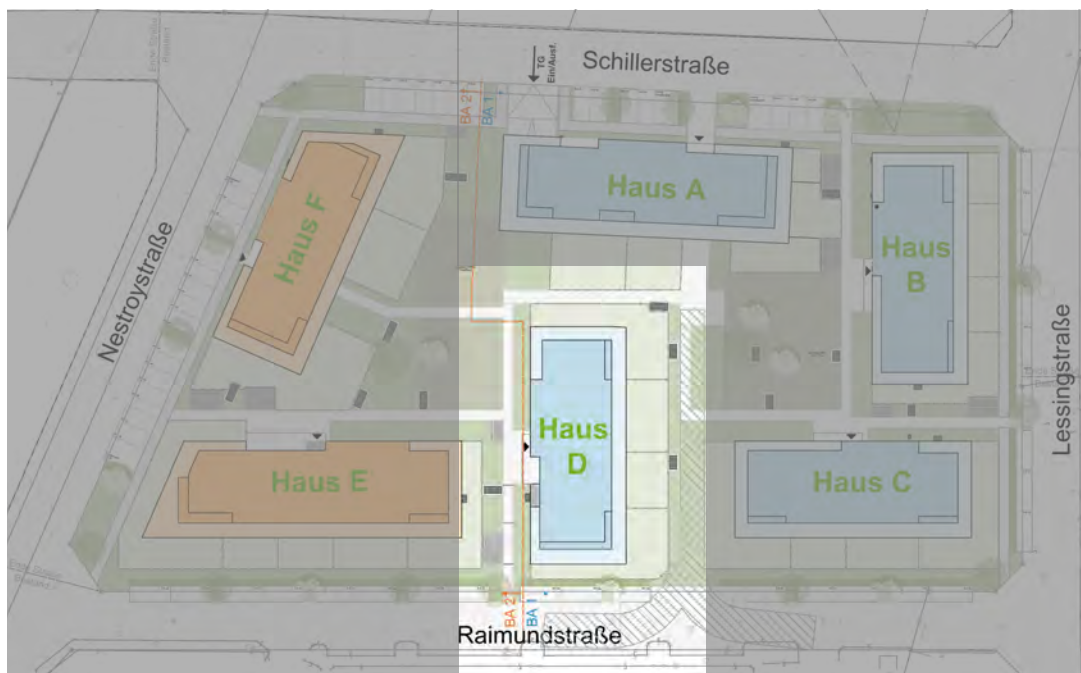 Schillerstraße
TG
Ein/Ausf.
BA 2
BA 1
Haus F
Haus A
Haus
B
Nestroystraße
Lessingstraße
Haus
D
Haus E
Haus C
BA 2
BA 1
Raimundstraße